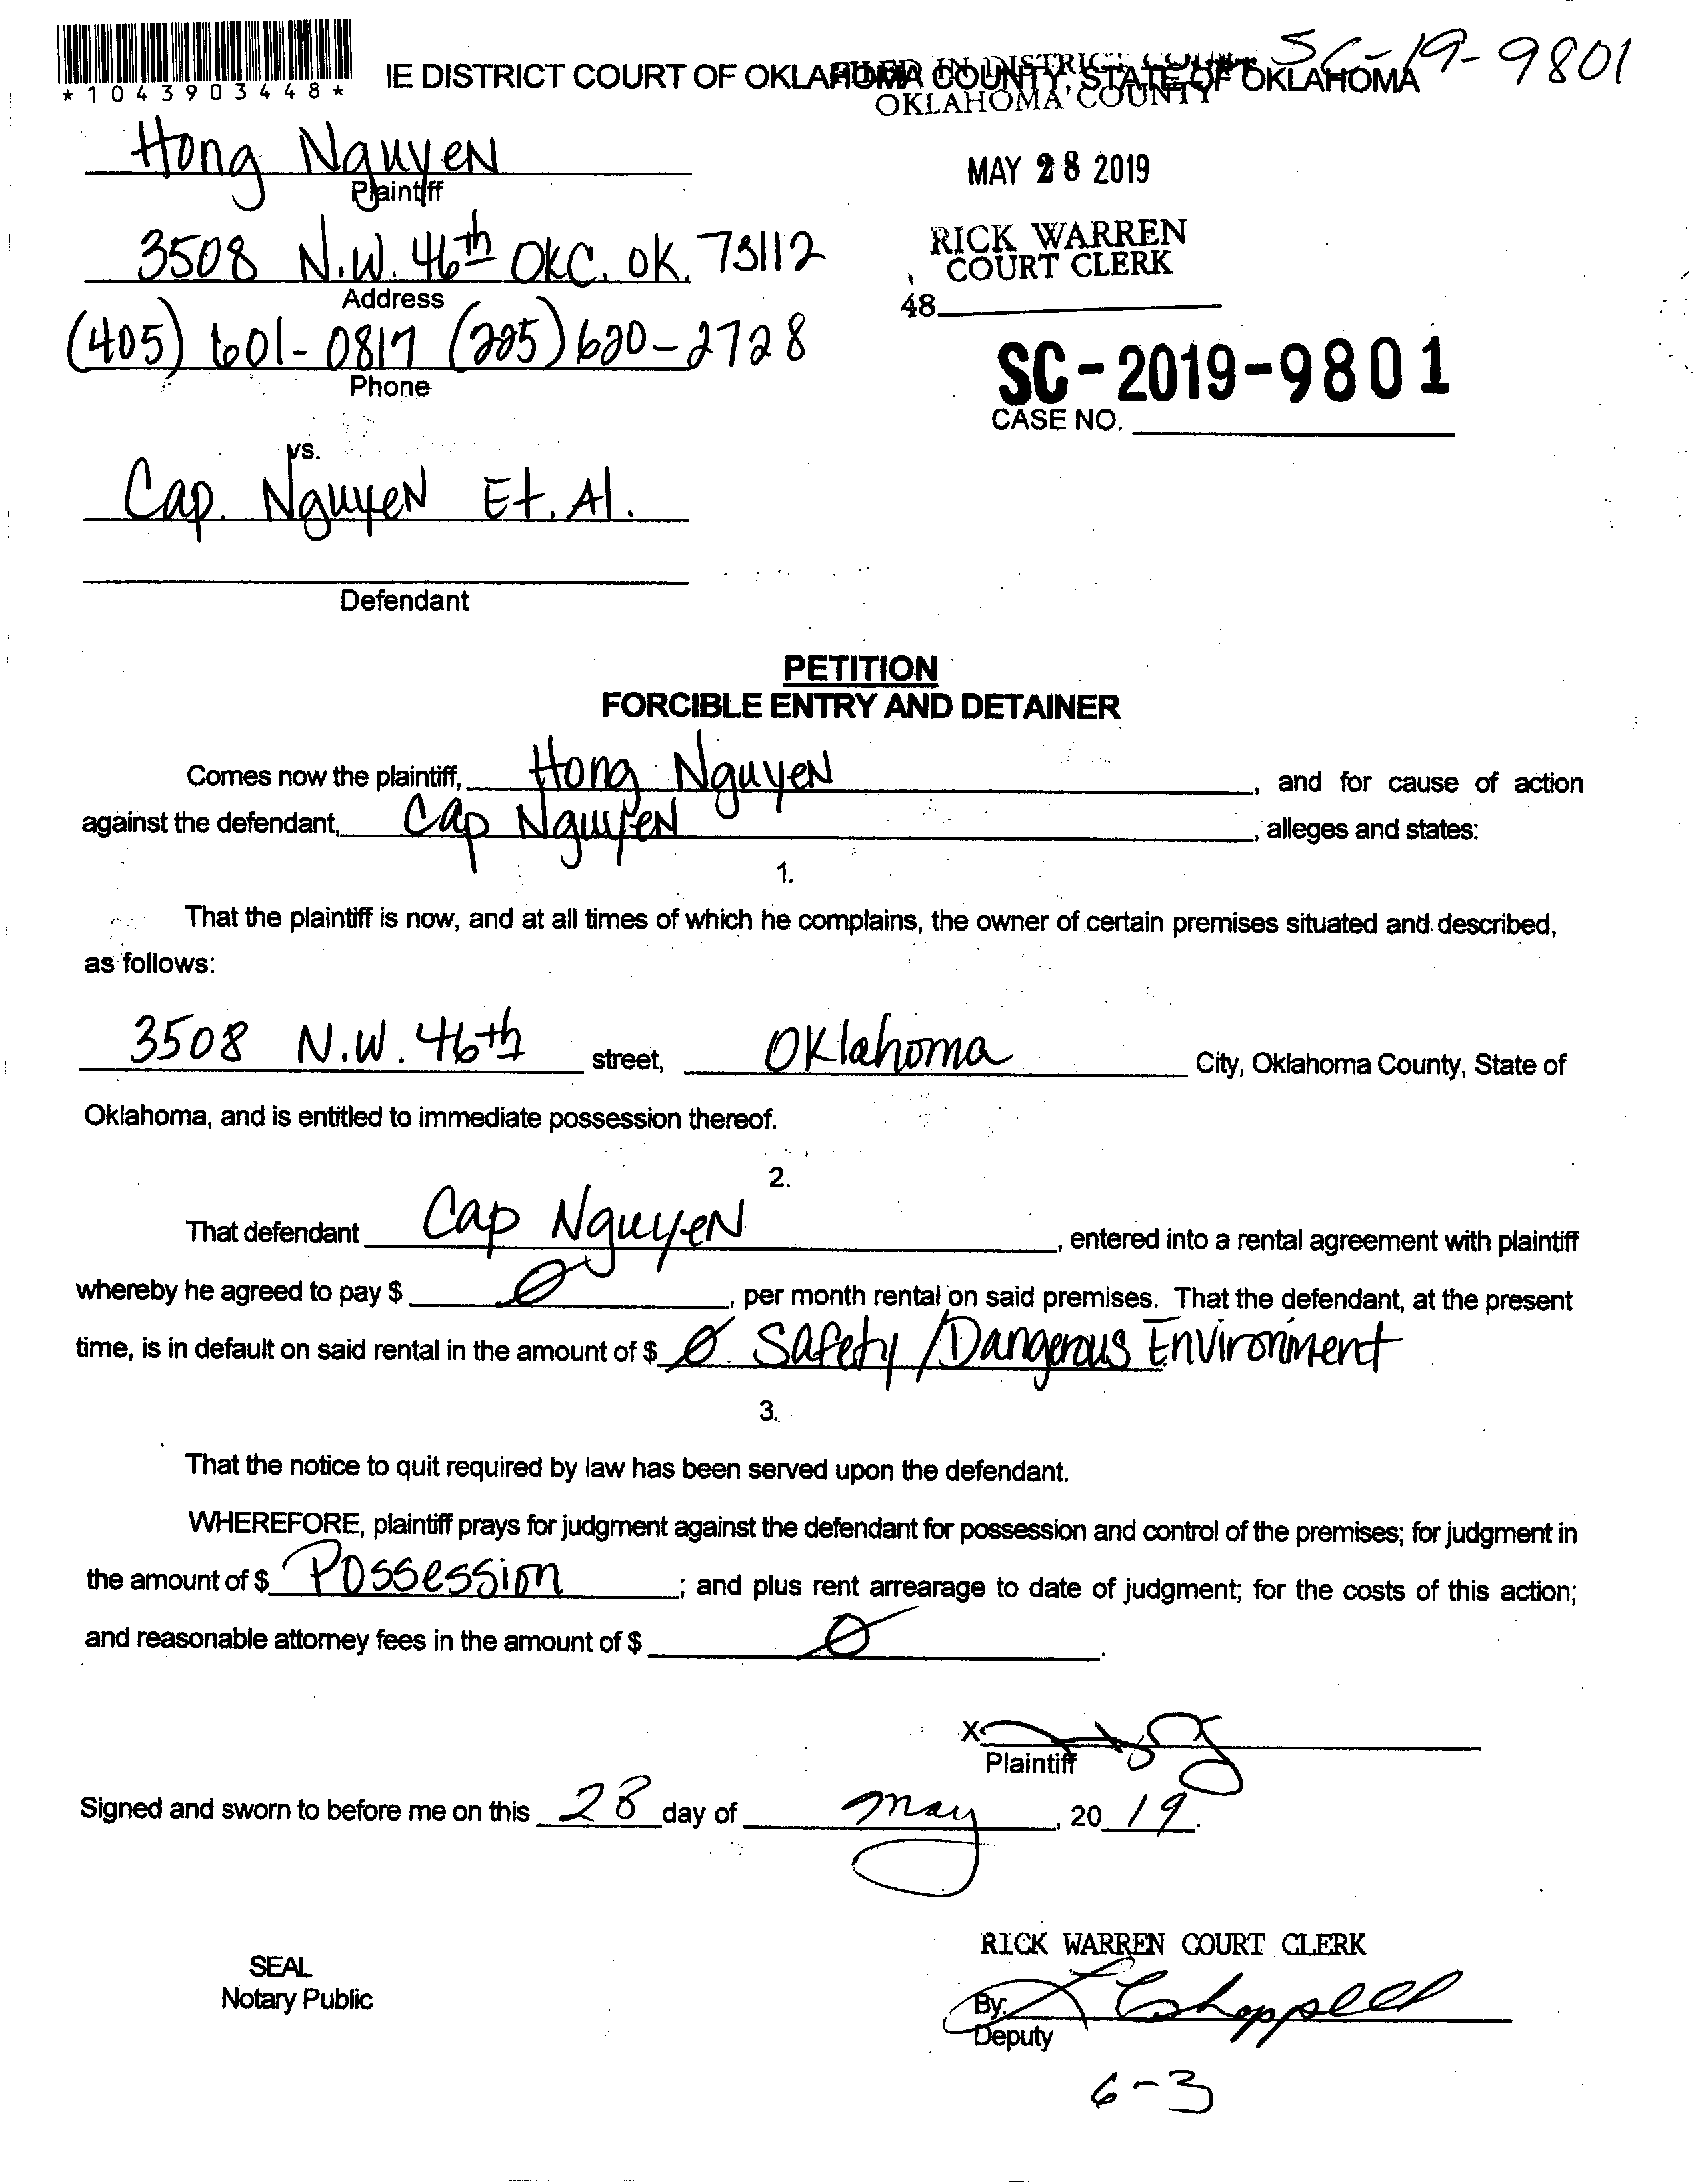 *1043903448*
IE DISTRICT COURT OF OKLAHOMA COUNTY, STATE OF OKLAHOMA
SC-19-9801
FILED IN DISTRICT COURT
OKLAHOMA COUNTY
Hong Nguyen
Plaintiff
MAY 28 2019
3508 N.W. 46th OKC. OK. 73112
Address
RICK WARREN
COURT CLERK
48
(405) 601-0817 (225) 620-2728
Phone
SC-2019-9801
CASE NO.
vs.
Cap. Nguyen Et. Al.
Defendant
PETITION
FORCIBLE ENTRY AND DETAINER
Comes now the plaintiff, Hong Nguyen, and for cause of action
against the defendant, Cap Nguyen, alleges and states:
1.
That the plaintiff is now, and at all times of which he complains, the owner of certain premises situated and described,
as follows:
3508 N.W. 46th street, Oklahoma City, Oklahoma County, State of
Oklahoma, and is entitled to immediate possession thereof.
2.
That defendant Cap Nguyen, entered into a rental agreement with plaintiff
whereby he agreed to pay $ Ø, per month rental on said premises. That the defendant, at the present
time, is in default on said rental in the amount of $ Ø Safety/Dangerous Environment
3.
That the notice to quit required by law has been served upon the defendant.
WHEREFORE, plaintiff prays for judgment against the defendant for possession and control of the premises; for judgment in
the amount of $ Possession; and plus rent arrearage to date of judgment; for the costs of this action;
and reasonable attorney fees in the amount of $ Ø.
X
Plaintiff
Signed and sworn to before me on this 28 day of May, 2019.
RICK WARREN COURT CLERK
SEAL
Notary Public
By: L Chappell
Deputy
6-3